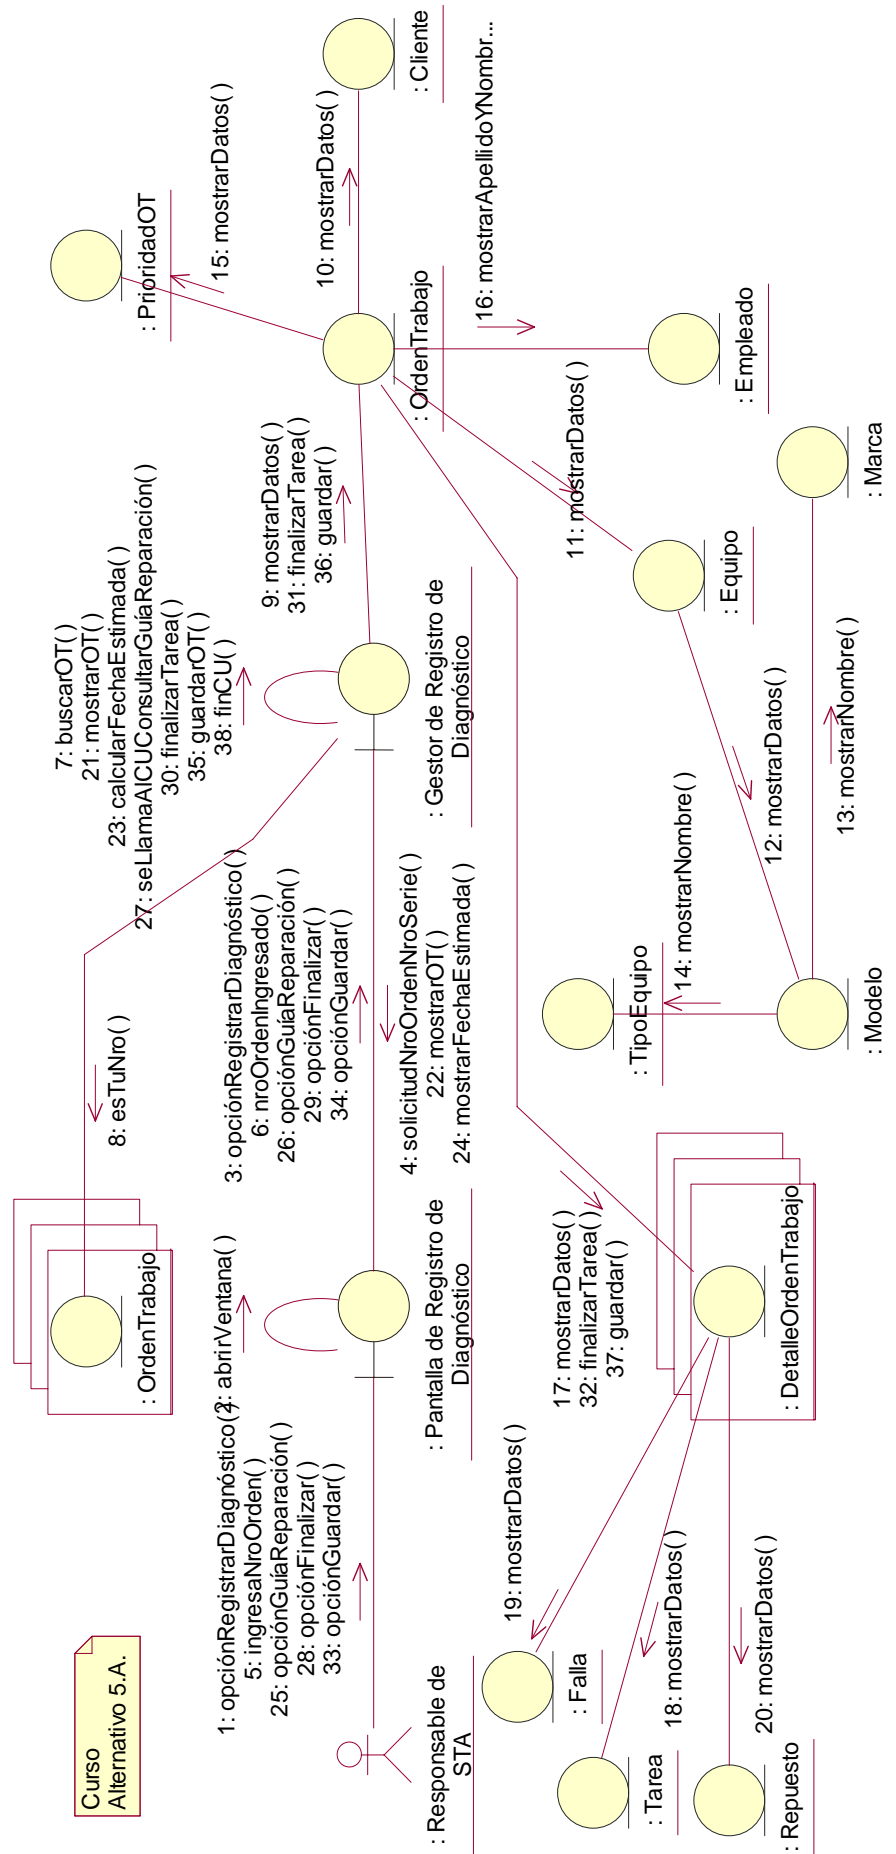 Curso
Alternativo 5.A.
: Responsable de
STA
1: opciónRegistrarDiagnóstico( )
5: ingresaNroOrden( )
25: opciónGuíaReparación( )
28: opciónFinalizar( )
33: opciónGuardar( )
2: abrirVentana( )
: Pantalla de Registro de
Diagnóstico
: OrdenTrabajo
8: esTuNro( )
3: opciónRegistrarDiagnóstico( )
6: nroOrdenIngresado( )
26: opciónGuíaReparación( )
29: opciónFinalizar( )
34: opciónGuardar( )
4: solicitudNroOrdenNroSerie( )
22: mostrarOT( )
24: mostrarFechaEstimada( )
7: buscarOT( )
21: mostrarOT( )
23: calcularFechaEstimada( )
27: seLlamaAlCUConsultarGuíaReparación( )
30: finalizarTarea( )
35: guardarOT( )
38: finCU( )
: Gestor de Registro de
Diagnóstico
9: mostrarDatos( )
31: finalizarTarea( )
36: guardar( )
: OrdenTrabajo
: PrioridadOT
15: mostrarDatos( )
10: mostrarDatos( )
: Cliente
16: mostrarApellidoYNombr...
: Empleado
11: mostrarDatos( )
: Equipo
12: mostrarDatos( )
: Modelo
13: mostrarNombre( )
: Marca
14: mostrarNombre( )
: TipoEquipo
17: mostrarDatos( )
32: finalizarTarea( )
37: guardar( )
: DetalleOrdenTrabajo
19: mostrarDatos( )
: Falla
18: mostrarDatos( )
: Tarea
20: mostrarDatos( )
: Repuesto